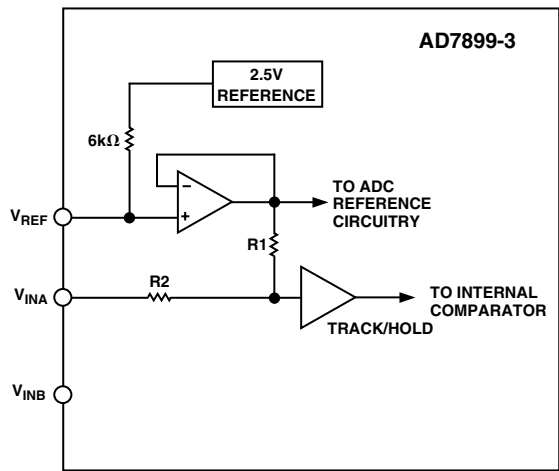 AD7899-3
2.5V
REFERENCE
6kΩ
TO ADC
REFERENCE
CIRCUITRY
−
+
VREF
R1
R2
VINA
TO INTERNAL
COMPARATOR
TRACK/HOLD
VINB